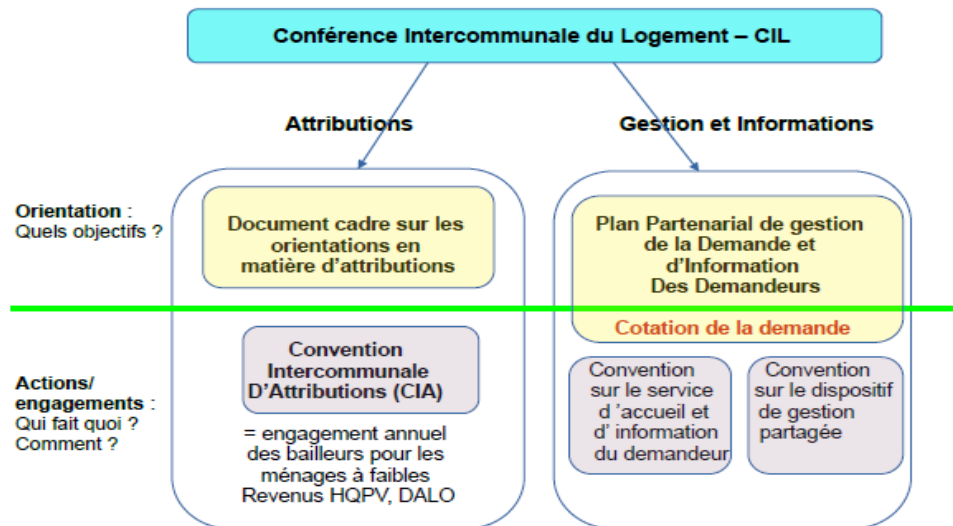 Conférence Intercommunale du Logement – CIL
Attributions
Gestion et Informations
Orientation :
Quels objectifs ?
Document cadre sur les
orientations en
matière d'attributions
Plan Partenarial de gestion
de la Demande et
d'Information
Des Demandeurs
Cotation de la demande
Actions/
engagements :
Qui fait quoi ?
Comment ?
Convention
Intercommunale
D'Attributions (CIA)
= engagement annuel
des bailleurs pour les
ménages à faibles
Revenus HQPV, DALO
Convention
sur le service
d 'accueil et
d' information
du demandeur
Convention
sur le dispositif
de gestion
partagée